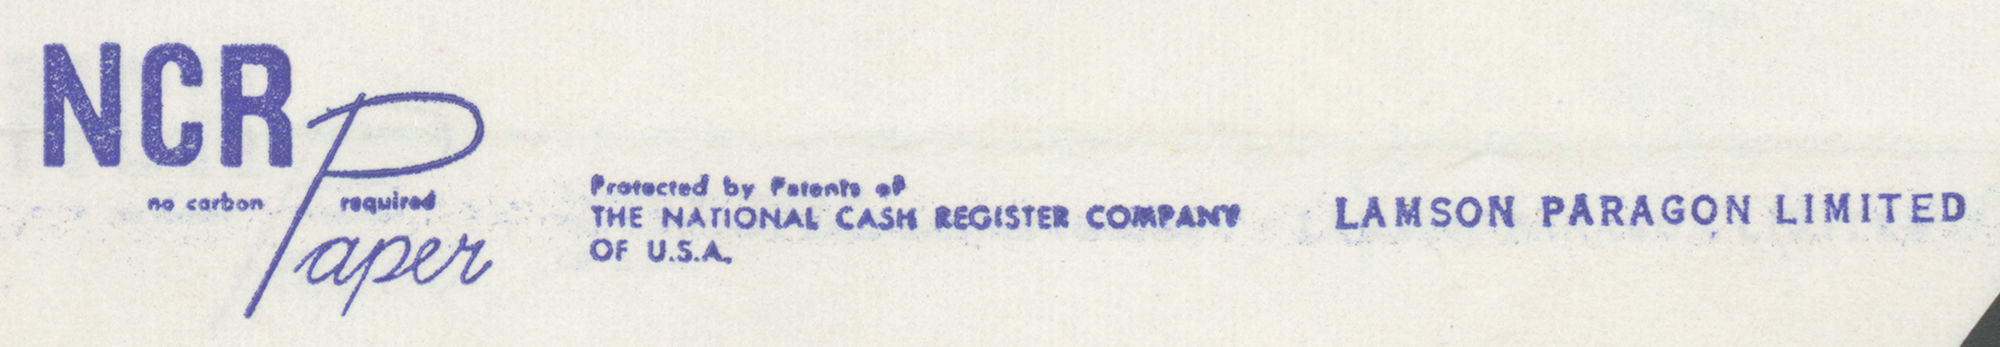 NCR
Paper
no carbon required
Protected by Patents of
THE NATIONAL CASH REGISTER COMPANY
OF U.S.A.
LAMSON PARAGON LIMITED